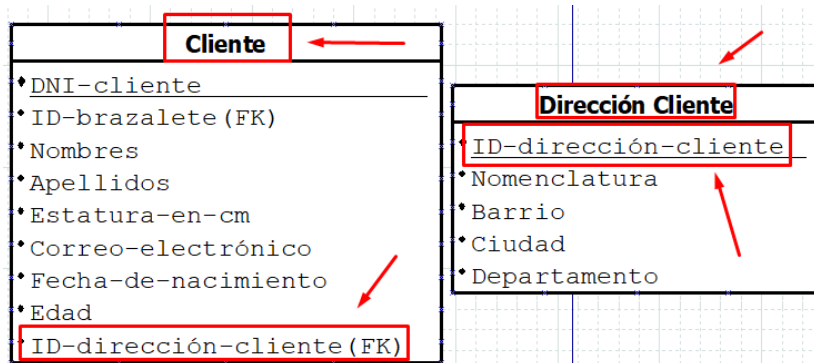 Cliente
DNI-cliente
ID-brazalete(FK)
Nombres
Apellidos
Estatura-en-cm
Correo-electrónico
Fecha-de-nacimiento
Edad
ID-dirección-cliente(FK)
Dirección Cliente
ID-dirección-cliente
Nomenclatura
Barrio
Ciudad
Departamento